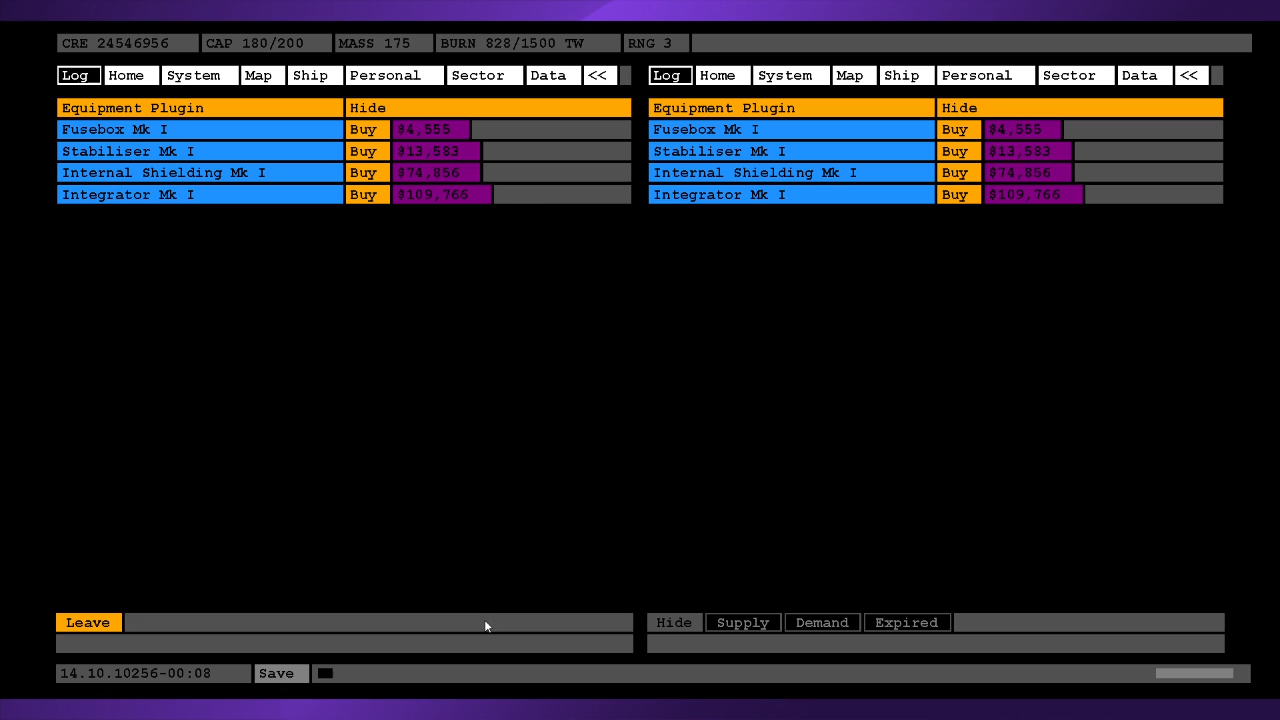 CRE 24546956 CAP 180/200 MASS 175 BURN 828/1500 TW RNG 3
Log Home System Map Ship Personal Sector Data << Log Home System Map Ship Personal Sector Data <<
Equipment Plugin Hide Equipment Plugin Hide
Fusebox Mk I Buy $4,555 Fusebox Mk I Buy $4,555
Stabiliser Mk I Buy $13,583 Stabiliser Mk I Buy $13,583
Internal Shielding Mk I Buy $74,856 Internal Shielding Mk I Buy $74,856
Integrator Mk I Buy $109,766 Integrator Mk I Buy $109,766
Leave Hide Supply Demand Expired
14.10.10256-00:08 Save